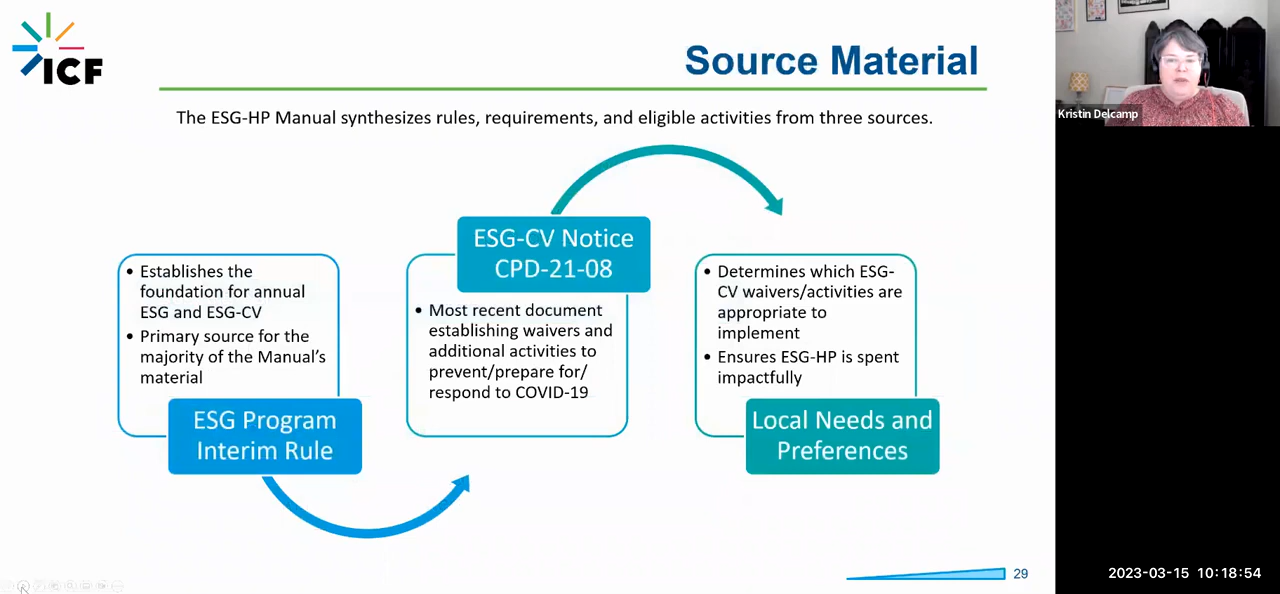 ICF
Source Material
The ESG-HP Manual synthesizes rules, requirements, and eligible activities from three sources.
• Establishes the
foundation for annual
ESG and ESG-CV
• Primary source for the
majority of the Manual's
material
ESG Program
Interim Rule
ESG-CV Notice
CPD-21-08
• Most recent document
establishing waivers and
additional activities to
prevent/prepare for/
respond to COVID-19
• Determines which ESG-
CV waivers/activities are
appropriate to
implement
• Ensures ESG-HP is spent
impactfully
Local Needs and
Preferences
29
Kristin Delcamp
2023-03-15 10:18:54